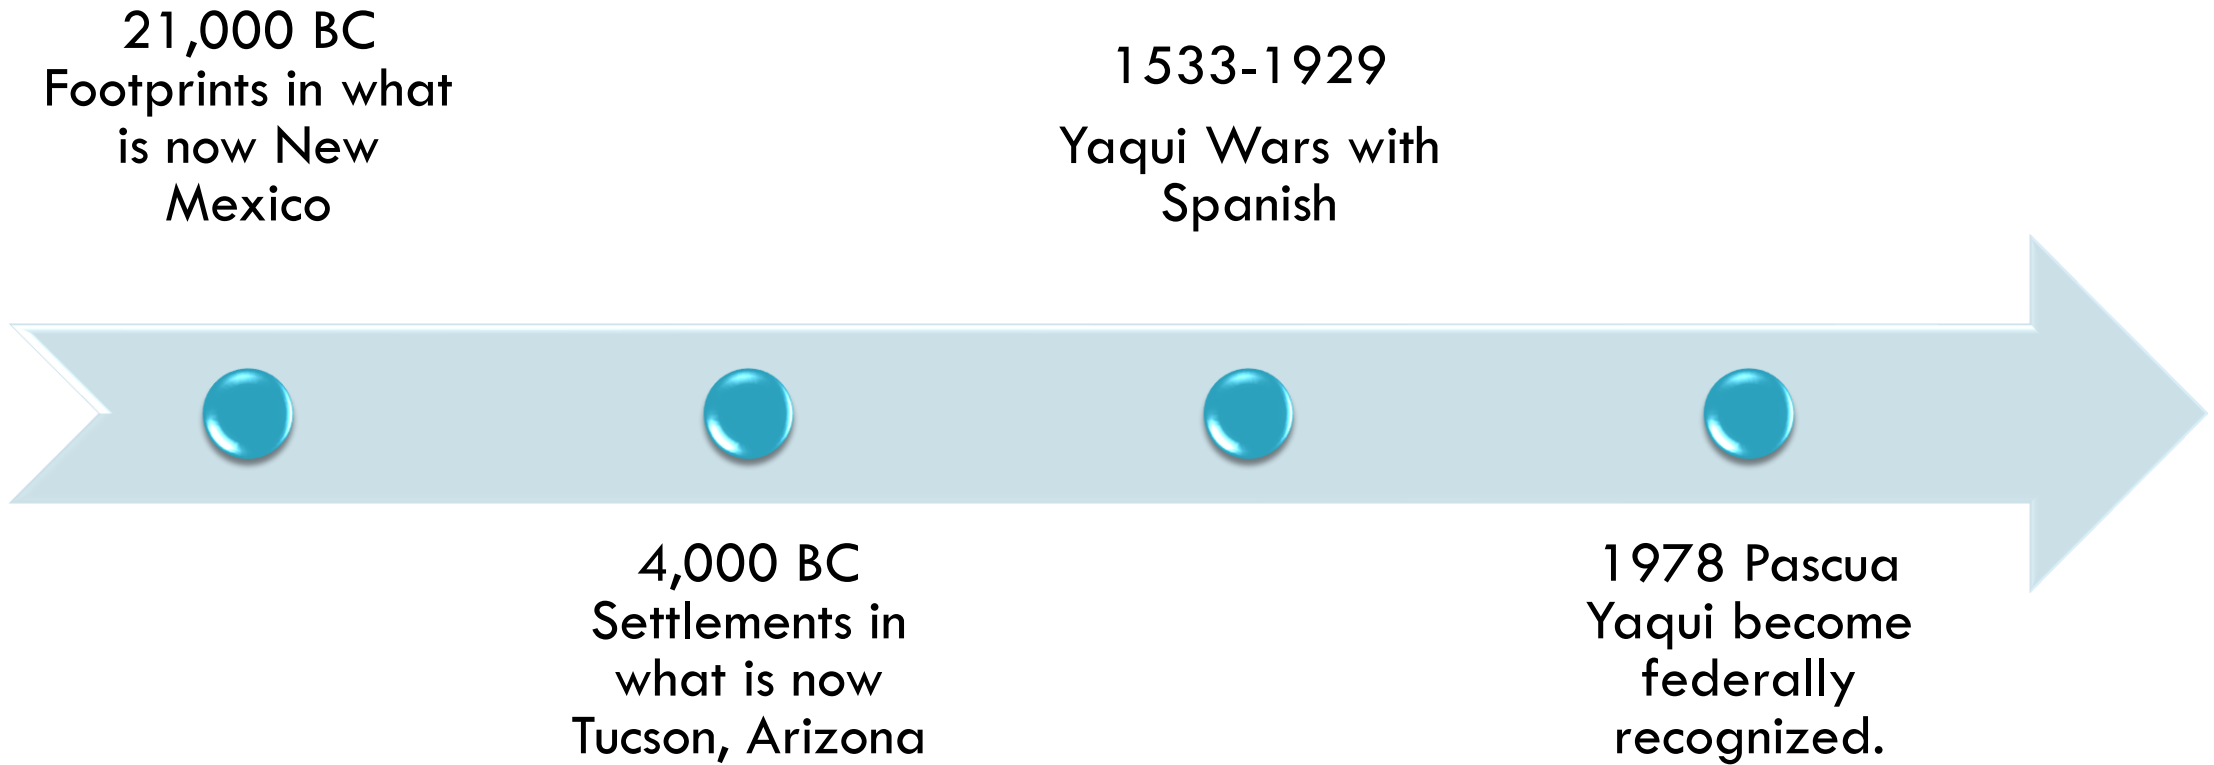 21,000 BC
Footprints in what
is now New
Mexico
4,000 BC
Settlements in
what is now
Tucson, Arizona
1533-1929
Yaqui Wars with
Spanish
1978 Pascua
Yaqui become
federally
recognized.